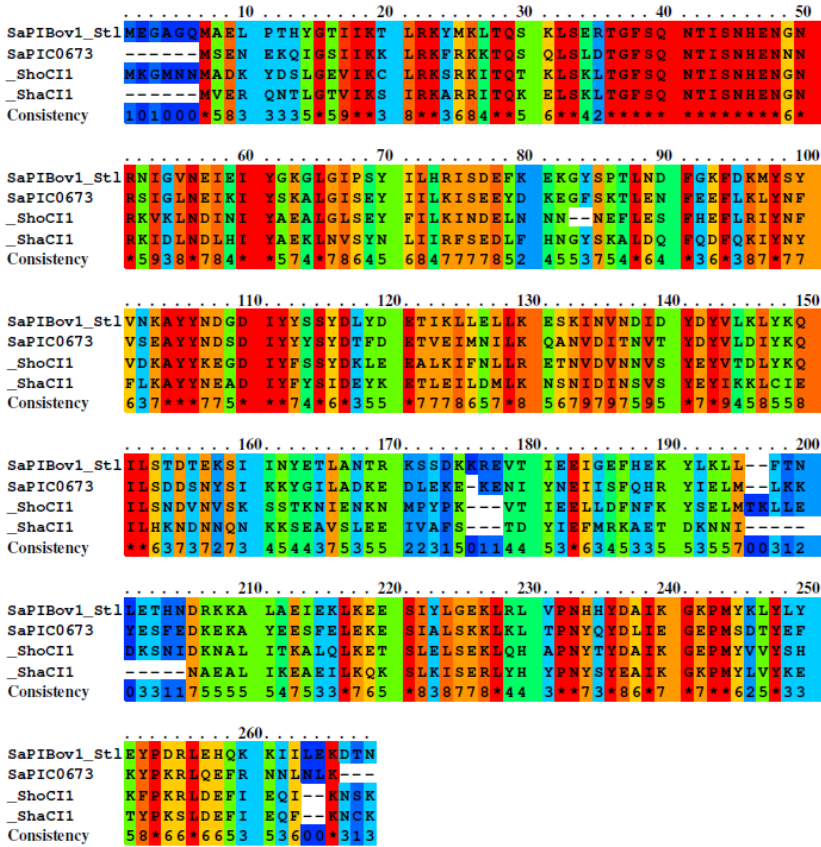 . . . . . . . . . 10 . . . . . . . . . 20 . . . . . . . . . 30 . . . . . . . . . 40 . . . . . . . . . 50
SaPIBov1_Stl MEGAGQMAEL PTHYGTIIKT LRKYMKLTQS KLSERTGFSQ NTISNHENGN
SaPIC0673 ------MSEN EKQIGSIIKK LRKFRKKTQS QLSLDTGFSQ NTISNHENNN
_ShoCI1 MKGMNNMADK YDSLGEVIKC LRKSRKITQT KLSKLTGFSQ NTISNHENGN
_ShaCI1 ------MVER QNTLGTVIKS IRKARRITQK ELSKLTGFSQ NTISNHENGN
Consistency 101000*583 3335*59**3 8**3684**5 6**42***** ********6*
. . . . . . . . . 60 . . . . . . . . . 70 . . . . . . . . . 80 . . . . . . . . . 90 . . . . . . . . . 100
SaPIBov1_Stl RNIGVNEIEI YGKGLGIPSY ILHRISDEFK EKGYSPTLND FGKFDKMYSY
SaPIC0673 RSIGLNEIKI YSKALGISEY IILKISEEYD KEGFSKTLEN FEEFLKLYNF
_ShoCI1 RKVKLNDINI YAEALGLSEY FILKINDELN NN--NEFLES FHEFLRIYNF
_ShaCI1 RKIDLNDLHI YAEKLNVSYN LIIRFSEDLF HNGYSKALDQ FQDFQKIYNY
Consistency *5938*784* *574*78645 6847777852 4553754*64 *36*387*77
. . . . . . . . . 110 . . . . . . . . . 120 . . . . . . . . . 130 . . . . . . . . . 140 . . . . . . . . . 150
SaPIBov1_Stl VNKAYYNDGD IYYSSYDLYD ETIKLLELLK ESKINVNDID YDYVLKLYKQ
SaPIC0673 VSEAYYNDSD IYYYSYDTFD ETVEIMNILK QANVDITNVT YDYVLDIYKQ
_ShoCI1 VDKAYYKEGD IYFSSYDKLE EALKIFNLLR ETNVDVNNVS YEYVTDLYKQ
_ShaCI1 FLKAYYNEAD IYFYSIDEYK ETLEILDMLK NSNIDINSVS YEYIKKLCIE
Consistency 637***775* **74*6*355 *7778657*8 5679797595 *7*9458558
. . . . . . . . . 160 . . . . . . . . . 170 . . . . . . . . . 180 . . . . . . . . . 190 . . . . . . . . . 200
SaPIBov1_Stl ILSTDTEKSI INYETLANTR KSSDKKREVT IEEIGEFHEK YLKLL--FTN
SaPIC0673 ILSDDSNYSI KKYGILADKE DLEKE-KENI YNEIISFQHR YIELM--LKK
_ShoCI1 ILSNDVNVSK SSTKNIENKN MPYPK---VT IEELLDFNFK YSELMTKLLE
_ShaCI1 ILHKNDNNQN KKSEAVSLEE IVAFS---TD YIEFMRKAET DKNNI-----
Consistency **63737273 4544375355 2231501144 53*6345335 5355700312
. . . . . . . . . 210 . . . . . . . . . 220 . . . . . . . . . 230 . . . . . . . . . 240 . . . . . . . . . 250
SaPIBov1_Stl LETHNDRKKA LAEIEKLKEE SIYLGEKLRL VPNHHYDAIK GKPMYKLYLY
SaPIC0673 YESFEDKEKA YEESFELEKE SIALSKKLKL TPNYQYDLIE GEPMSDTYEF
_ShoCI1 DKSNIDKNAL ITKALQLKET SLELSEKLQH APNYTYDAIK GKPMYVVYSH
_ShaCI1 -----NAEALI IKEAEILKQK SLKISERLYH YPNYSYEAIK GKPMYLVYKE
Consistency 0331175555 547533*765 *838778*44 3**73*86*7 *7**625*33
. . . . . . . . . 260 . . . . . . . . .
SaPIBov1_Stl EYPDRLEHQK KIILEKDTN
SaPIC0673 KYPKRLQEFR NNLNLK---
_ShoCI1 KFPKRLDEFI EQI--KNSK
_ShaCI1 TYPKSLDEFI EQF--KNCK
Consistency 58*66*6653 53600*313